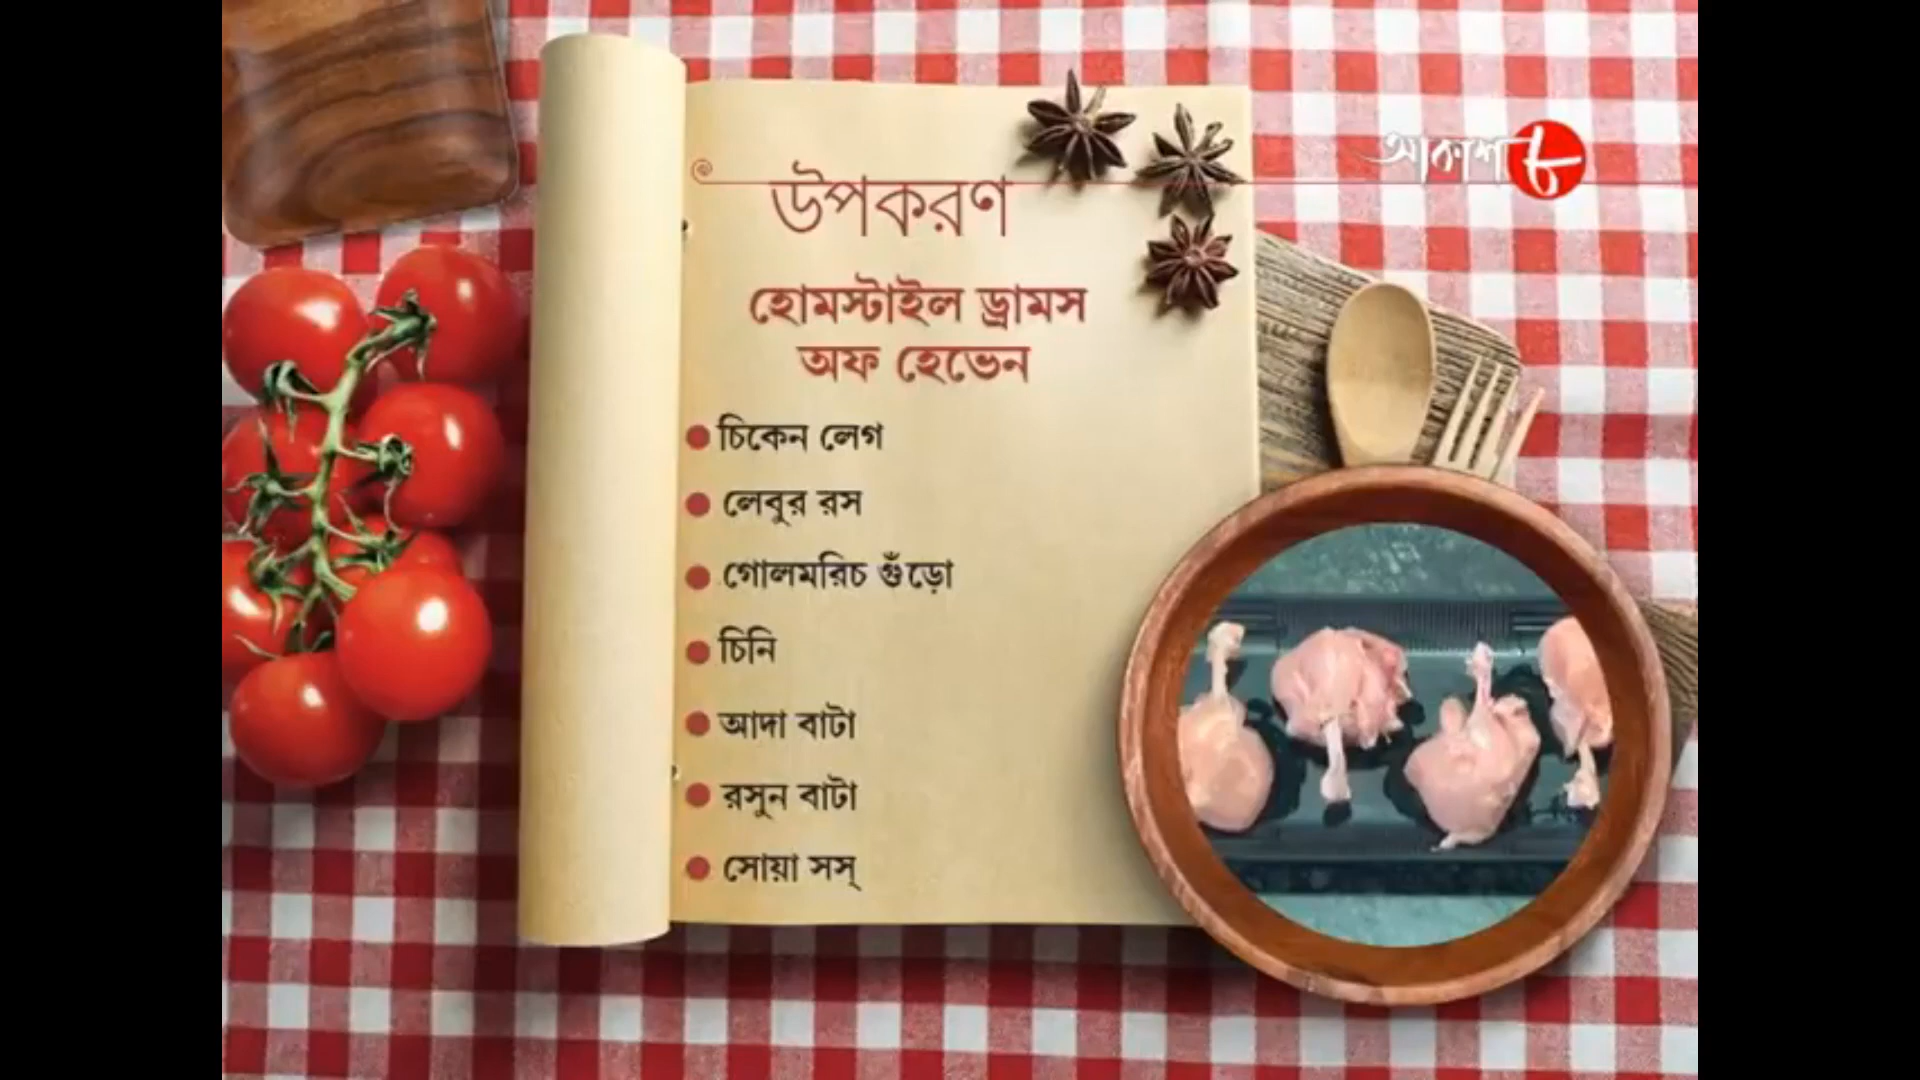 আকাশ ৮
উপকরণ
হোমস্টাইল ড্রামস
অফ হেভেন
চিকেন লেগ
লেবুর রস
গোলমরিচ গুঁড়ো
চিনি
আদা বাটা
রসুন বাটা
সোয়া সস্